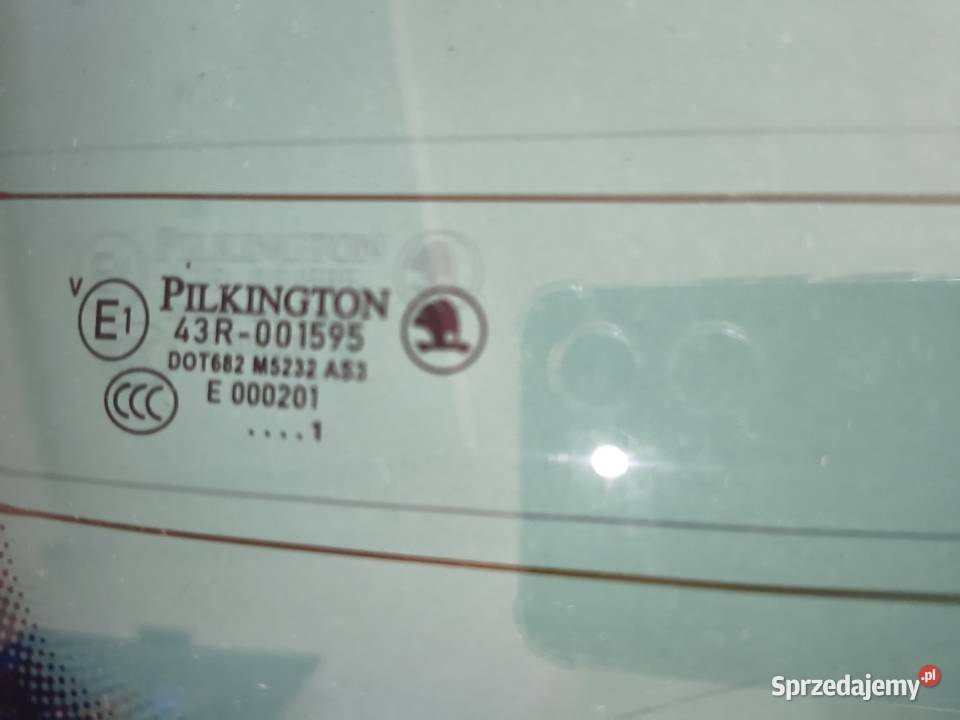 V
E1
PILKINGTON
43R-001595
DOT682 M5232 AS3
CCC
E 000201
....1
Sprzedajemy.pl